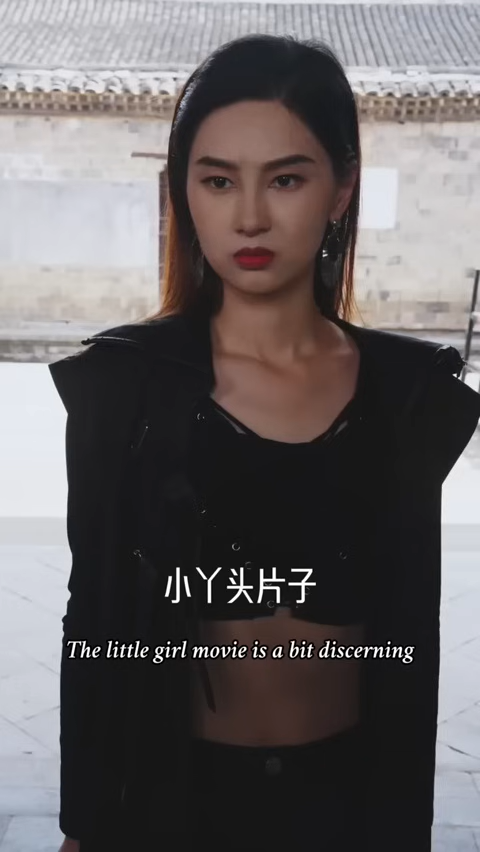 小丫头片子
The little girl movie is a bit discerning